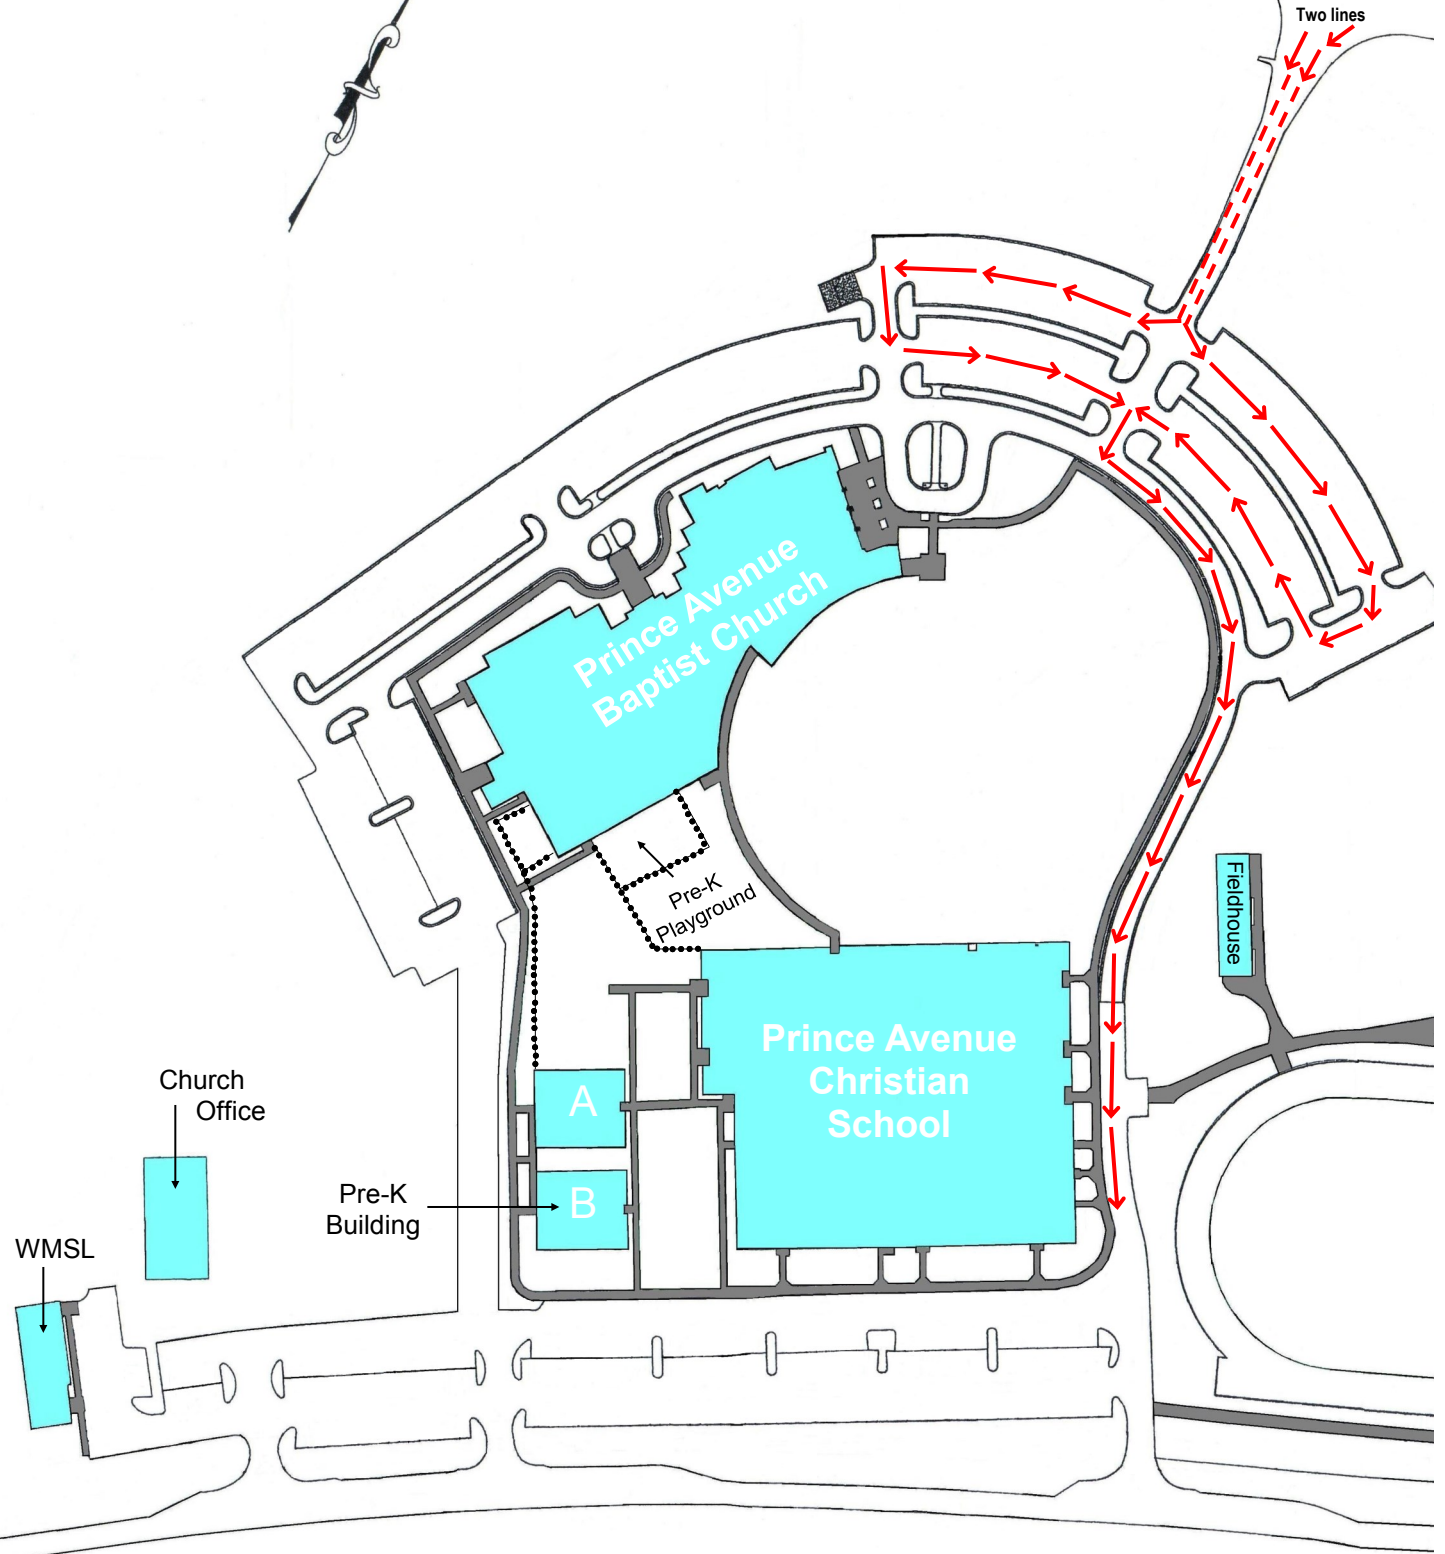 Two lines
Prince Avenue
Baptist Church
Pre-K
Playground
Fieldhouse
Prince Avenue
Christian
School
Church
Office
A
Pre-K
Building
B
WMSL